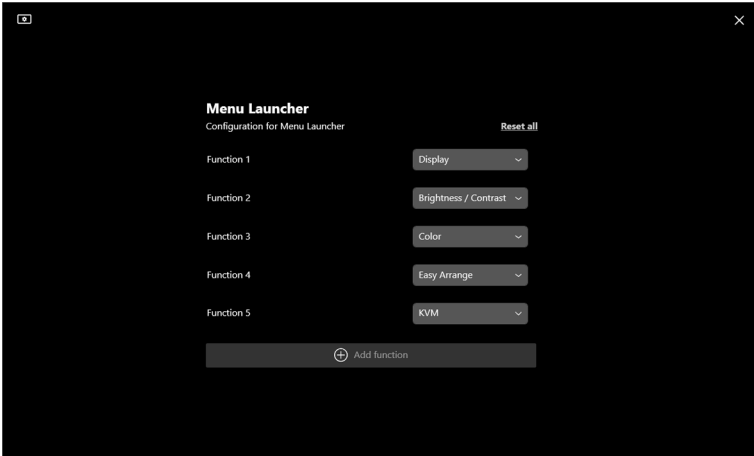 Menu Launcher
Configuration for Menu Launcher Reset all
Function 1 Display
Function 2 Brightness / Contrast
Function 3 Color
Function 4 Easy Arrange
Function 5 KVM
Add function